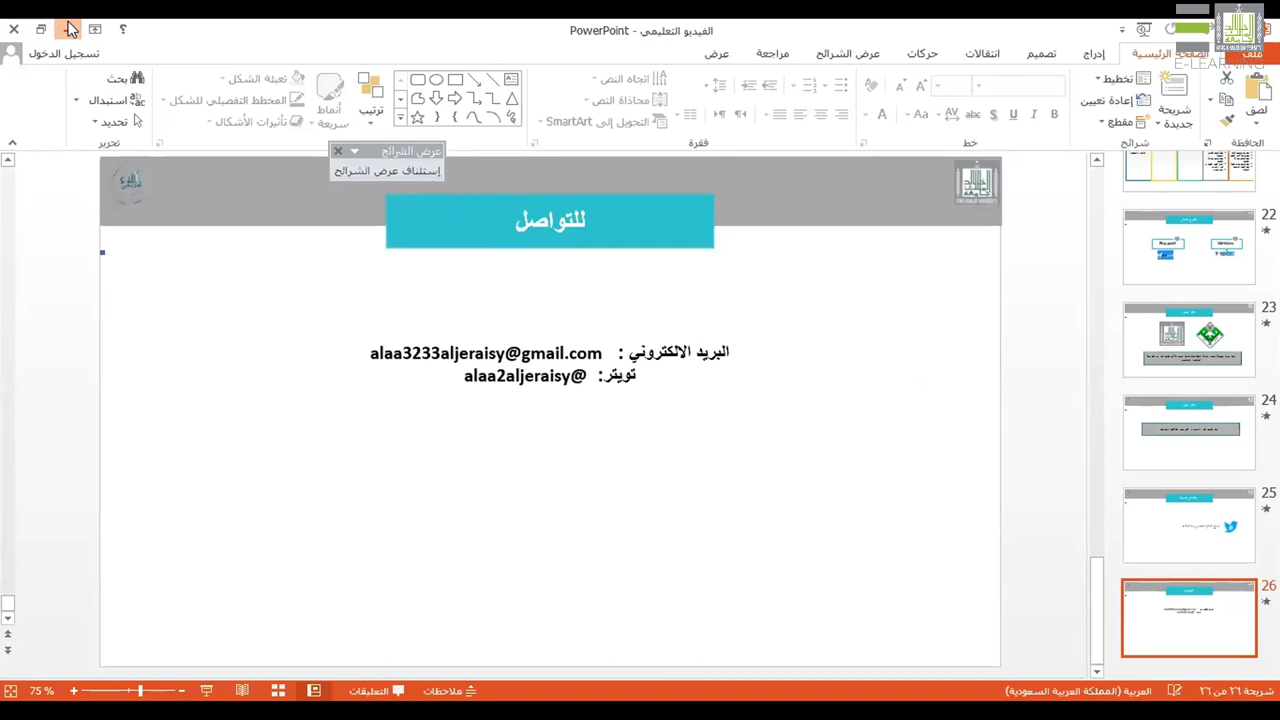 الفيديو التعليمي - PowerPoint
ملف
الصفحة الرئيسية
إدراج
تصميم
انتقالات
حركات
عرض الشرائح
مراجعة
عرض
تسجيل الدخول
E-LEARNING
لصق
الحافظة
شريحة جديدة
تخطيط
إعادة تعيين
مقطع
شرائح
خط
اتجاه النص
محاذاة النص
التحويل إلى SmartArt
فقرة
ترتيب
أنماط سريعة
تعبئة الشكل
المخطط التفصيلي للشكل
تأثيرات الأشكال
بحث
استبدال
تحديد
تحرير
عرض الشرائح
إستئناف عرض الشرائح
للتواصل
البريد الالكتروني : alaa3233aljeraisy@gmail.com
تويتر: @alaa2aljeraisy
22
23
24
25
26
شريحة ٢٦ من ٢٦
العربية (المملكة العربية السعودية)
ملاحظات
التعليقات
75 %